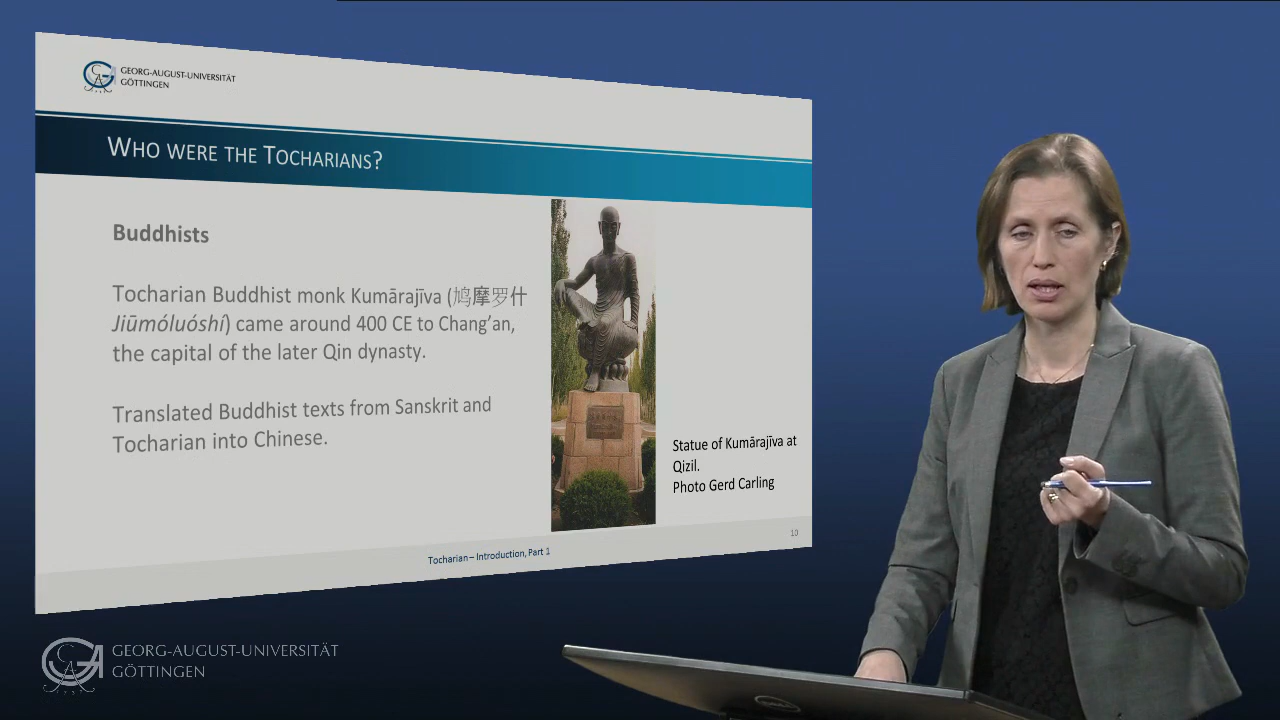 GEORG-AUGUST-UNIVERSITÄT
GÖTTINGEN
WHO WERE THE TOCHARIANS?
Buddhists
Tocharian Buddhist monk Kumārajīva (鸠摩罗什
Jiūmóluóshí) came around 400 CE to Chang’an,
the capital of the later Qin dynasty.
Translated Buddhist texts from Sanskrit and
Tocharian into Chinese.
Statue of Kumārajīva at
Qizil.
Photo Gerd Carling
10
Tocharian – Introduction, Part 1
GEORG-AUGUST-UNIVERSITÄT
GÖTTINGEN